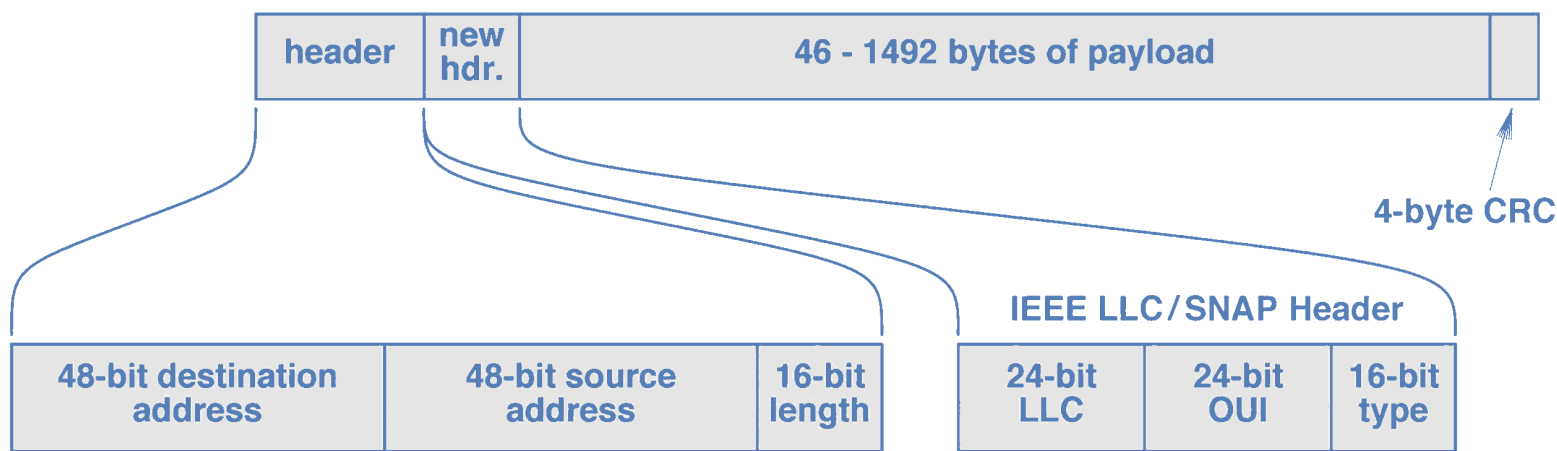 header
new
hdr.
46 - 1492 bytes of payload
4-byte CRC
IEEE LLC/SNAP Header
48-bit destination
address
48-bit source
address
16-bit
length
24-bit
LLC
24-bit
OUI
16-bit
type